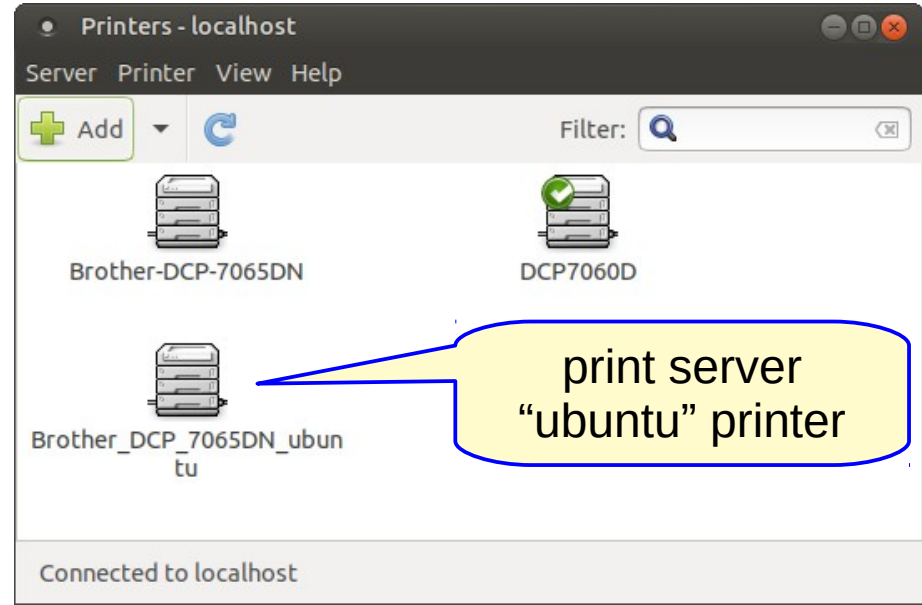 Printers - localhost
Server Printer View Help
Add Filter:
Brother-DCP-7065DN DCP7060D
print server
“ubuntu” printer
Brother_DCP_7065DN_ubun
tu
Connected to localhost